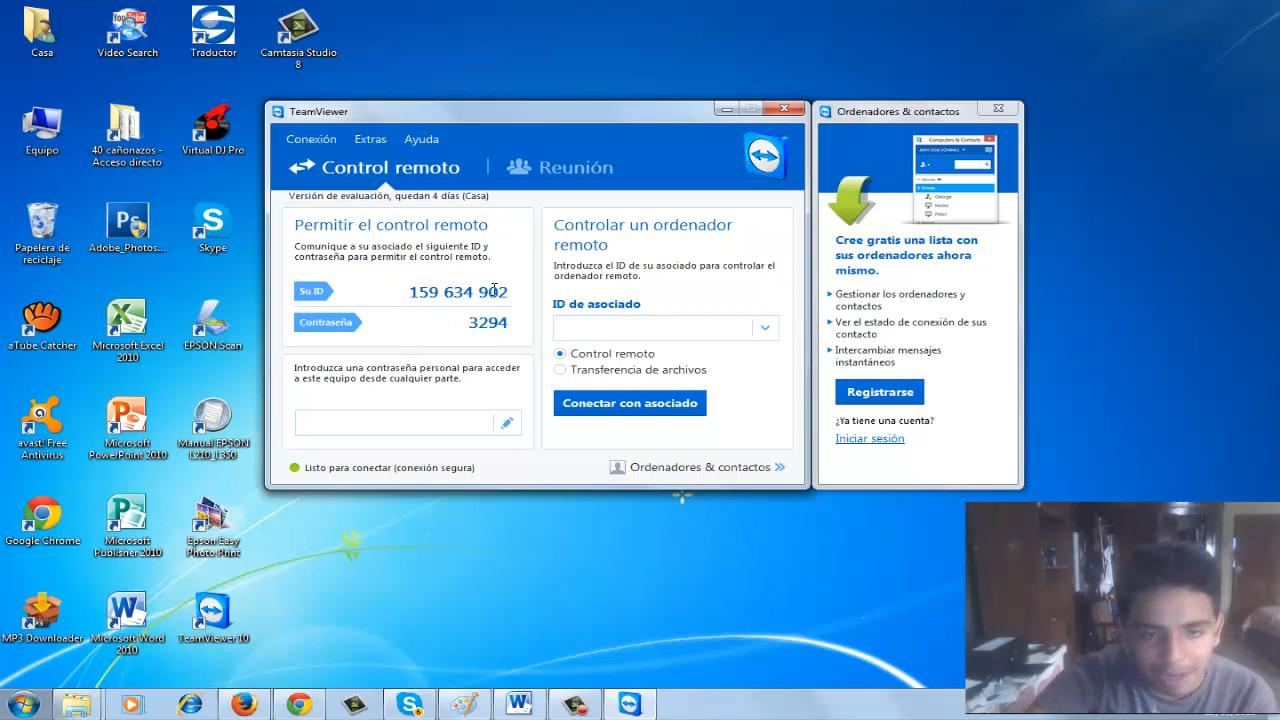 Casa
Video Search
Traductor
Camtasia Studio
8
Equipo
40 cañonazos -
Acceso directo
Virtual DJ Pro
Papelera de
reciclaje
Adobe_Photos...
Skype
aTube Catcher
Microsoft Excel
2010
EPSON Scan
avast! Free
Antivirus
Microsoft
PowerPoint 2010
Manual EPSON
L210_L350
Google Chrome
Microsoft
Publisher 2010
Epson Easy
Photo Print
MP3 Downloader
Microsoft Word
2010
TeamViewer 10
TeamViewer
Conexión Extras Ayuda
Control remoto
Reunión
Versión de evaluación, quedan 4 días (Casa)
Permitir el control remoto
Comunique a su asociado el siguiente ID y
contraseña para permitir el control remoto.
Su ID 159 634 902
Contraseña 3294
Introduzca una contraseña personal para acceder
a este equipo desde cualquier parte.
Controlar un ordenador
remoto
Introduzca el ID de su asociado para controlar el
ordenador remoto.
ID de asociado
Control remoto
Transferencia de archivos
Conectar con asociado
Listo para conectar (conexión segura)
Ordenadores & contactos
Ordenadores & contactos
Computers & Contacts
Cree gratis una lista con
sus ordenadores ahora
mismo.
Gestionar los ordenadores y
contactos
Ver el estado de conexión de sus
contacto
Intercambiar mensajes
instantáneos
Registrarse
¿Ya tiene una cuenta?
Iniciar sesión